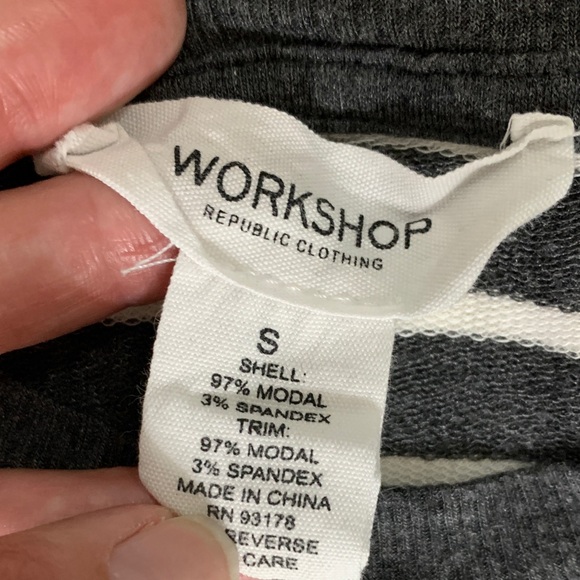 WORKSHOP
REPUBLIC CLOTHING
S
SHELL:
97% MODAL
3% SPANDEX
TRIM:
97% MODAL
3% SPANDEX
MADE IN CHINA
RN 93178
REVERSE
CARE